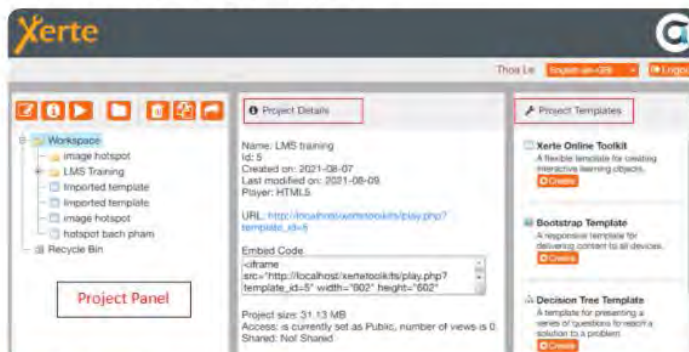 Xerte
Thoa Le English (en-GB) Logou
Workspace
image hotspot
LMS Training
Imported template
Imported template
image hotspot
hotspot bach pham
Recycle Bin
Project Panel
Project Details
Name: LMS training
Id: 5
Created on: 2021-08-07
Last modified on: 2021-08-09
Player: HTML5
URL: http://localhost/xertetoolkits/play.php?
template_id=5
Embed Code
<iframe
src="http://localhost/xertetoolkits/play.php?
template_id=5" width="602" height="602"
Project size: 31.13 MB
Access: is currently set as Public, number of views is 0
Shared: Not Shared
Project Templates
Xerte Online Toolkit
A flexible template for creating
interactive learning objects.
Create
Bootstrap Template
A responsive template for
delivering content to all devices.
Create
Decision Tree Template
A template for presenting a
series of questions to reach a
solution to a problem
Create